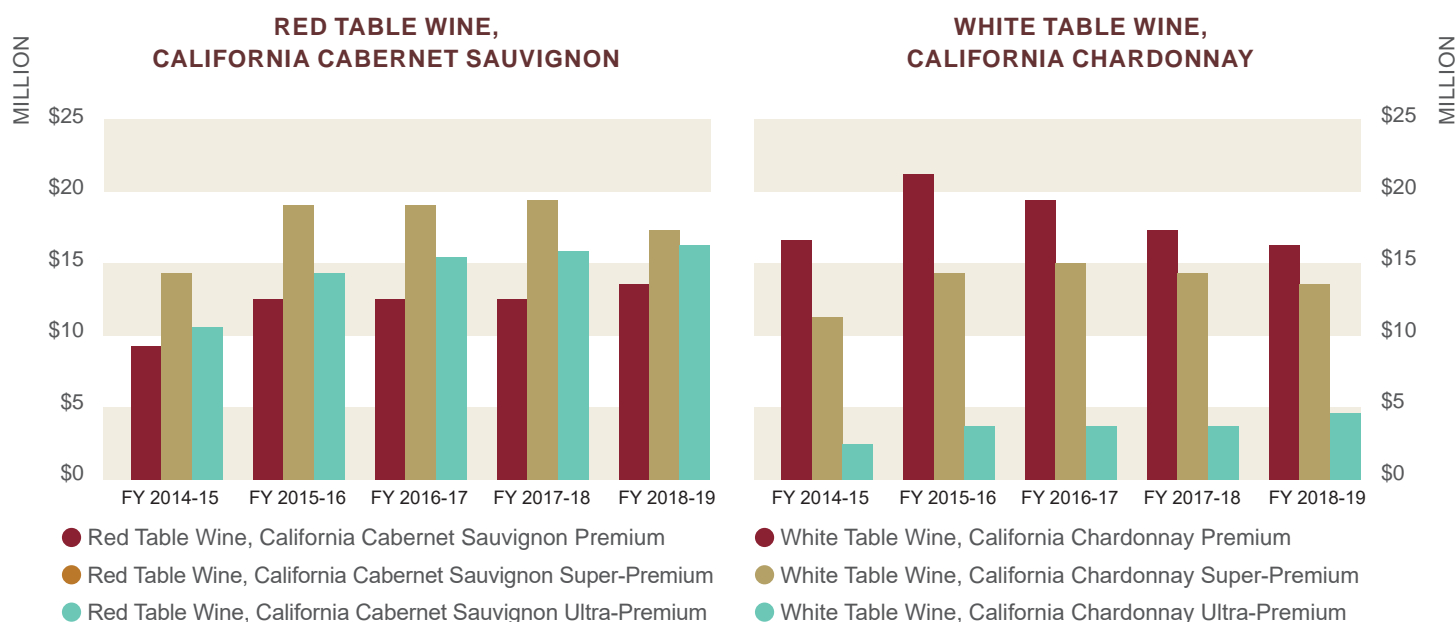 RED TABLE WINE,
CALIFORNIA CABERNET SAUVIGNON
MILLION
$25
$20
$15
$10
$5
$0
FY 2014-15 FY 2015-16 FY 2016-17 FY 2017-18 FY 2018-19
Red Table Wine, California Cabernet Sauvignon Premium
Red Table Wine, California Cabernet Sauvignon Super-Premium
Red Table Wine, California Cabernet Sauvignon Ultra-Premium
WHITE TABLE WINE,
CALIFORNIA CHARDONNAY
MILLION
$25
$20
$15
$10
$5
$0
FY 2014-15 FY 2015-16 FY 2016-17 FY 2017-18 FY 2018-19
White Table Wine, California Chardonnay Premium
White Table Wine, California Chardonnay Super-Premium
White Table Wine, California Chardonnay Ultra-Premium